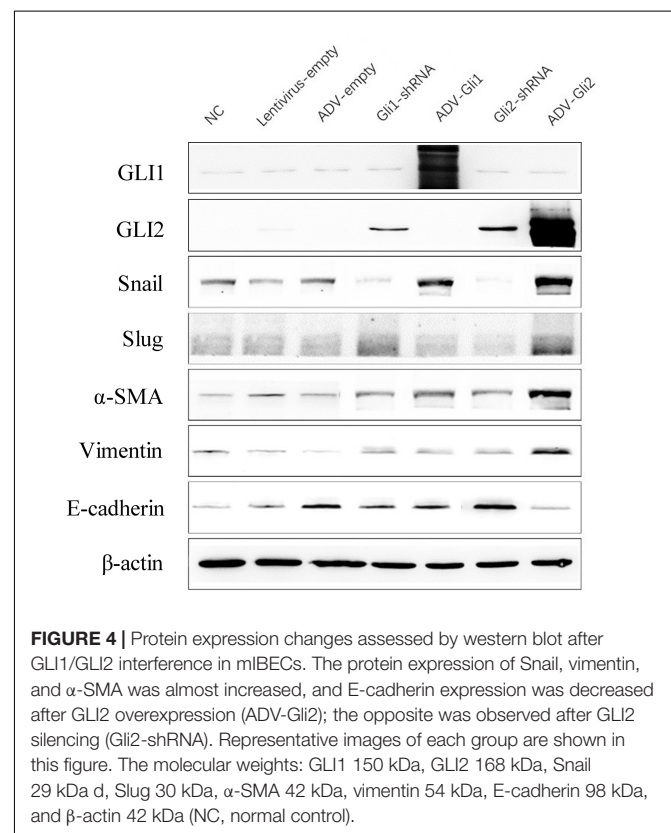 NC
Lentivirus-empty
ADV-empty
Gli1-shRNA
ADV-Gli1
Gli2-shRNA
ADV-Gli2
GLI1
GLI2
Snail
Slug
α-SMA
Vimentin
E-cadherin
β-actin
FIGURE 4 | Protein expression changes assessed by western blot after
GLI1/GLI2 interference in mIBECs. The protein expression of Snail, vimentin,
and α-SMA was almost increased, and E-cadherin expression was decreased
after GLI2 overexpression (ADV-Gli2); the opposite was observed after GLI2
silencing (Gli2-shRNA). Representative images of each group are shown in
this figure. The molecular weights: GLI1 150 kDa, GLI2 168 kDa, Snail
29 kDa d, Slug 30 kDa, α-SMA 42 kDa, vimentin 54 kDa, E-cadherin 98 kDa,
and β-actin 42 kDa (NC, normal control).